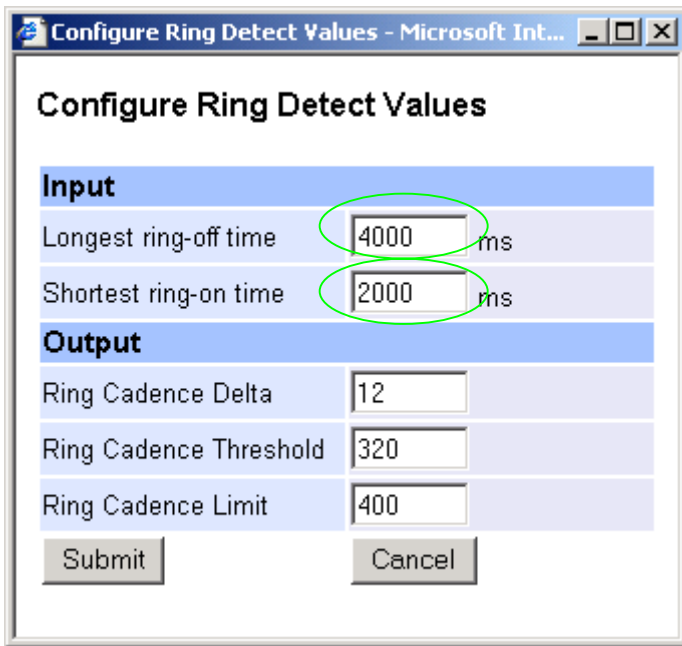 Configure Ring Detect Values - Microsoft Int...
Configure Ring Detect Values
Input
Longest ring-off time 4000 ms
Shortest ring-on time 2000 ms
Output
Ring Cadence Delta 12
Ring Cadence Threshold 320
Ring Cadence Limit 400
Submit Cancel